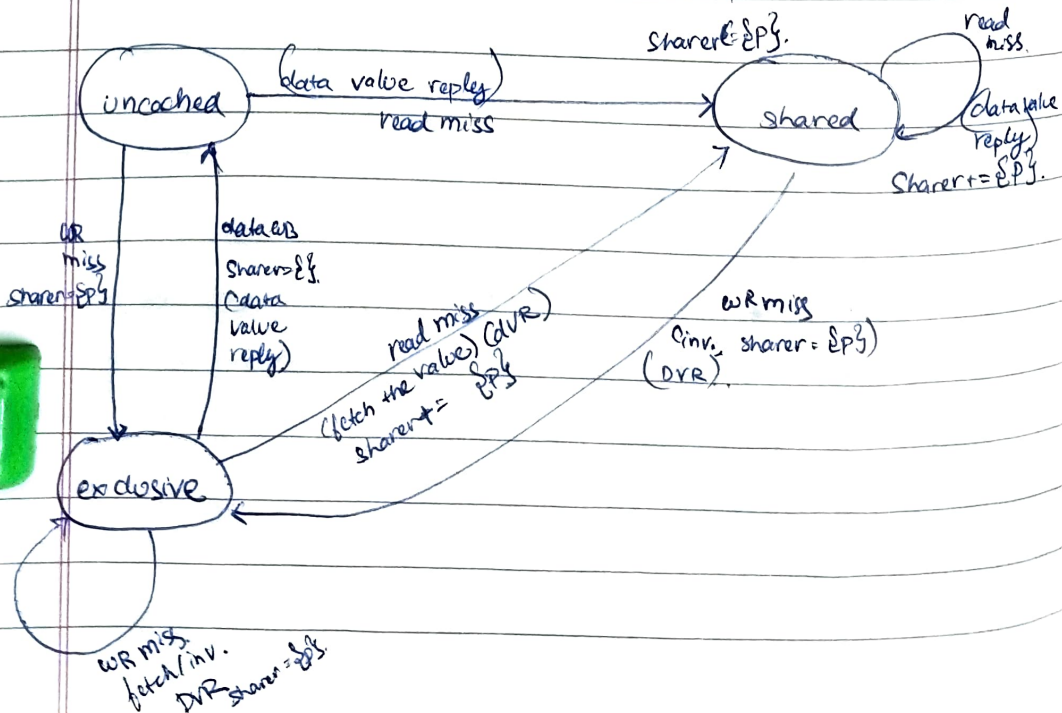 Sharer={P}.
read
miss.
(data value reply)
uncached
shared
read miss
(data value
reply)
Sharer+={P}.
WR
miss
sharer={P}
data WB
Sharer={}.
(data
value
reply)
read miss
(fetch the value) (DVR)
sharer+= {P}
WR miss
(inv. sharer = {P})
(DVR).
exclusive
WR miss.
fetch/inv.
DVR sharer={P}.